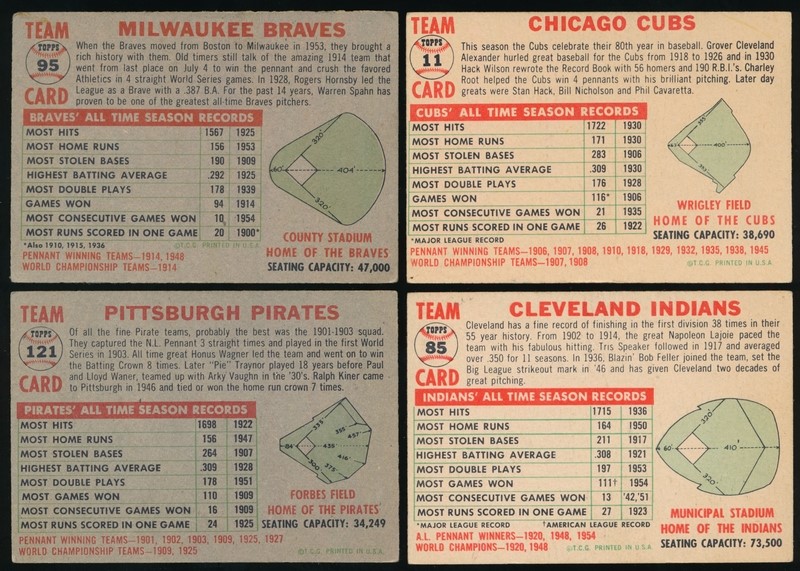 TEAM
TOPPS
95
CARD
MILWAUKEE BRAVES
When the Braves moved from Boston to Milwaukee in 1953, they brought a
rich history with them. Old timers still talk of the amazing 1914 team that
went from last place on July 4 to win the pennant and crush the favored
Athletics in 4 straight World Series games. In 1928, Rogers Hornsby led the
League as a Brave with a .387 B.A. For the past 14 years, Warren Spahn has
proven to be one of the greatest all-time Braves pitchers.
BRAVES' ALL TIME SEASON RECORDS
MOST HITS 1567 1925
MOST HOME RUNS 156 1953
MOST STOLEN BASES 190 1909
HIGHEST BATTING AVERAGE .292 1925
MOST DOUBLE PLAYS 178 1939
GAMES WON 94 1914
MOST CONSECUTIVE GAMES WON 10 1954
MOST RUNS SCORED IN ONE GAME 20 1900*
*Also 1910, 1915, 1936
©T.C.G. PRINTED IN U.S.A.
320'
60'
404'
320'
COUNTY STADIUM
HOME OF THE BRAVES
SEATING CAPACITY: 47,000
PENNANT WINNING TEAMS—1914, 1948
WORLD CHAMPIONSHIP TEAMS—1914
TEAM
TOPPS
11
CARD
CHICAGO CUBS
This season the Cubs celebrate their 80th year in baseball. Grover Cleveland
Alexander hurled great baseball for the Cubs from 1918 to 1926 and in 1930
Hack Wilson rewrote the Record Book with 56 homers and 190 R.B.I.'s. Charley
Root helped the Cubs win 4 pennants with his brilliant pitching. Later day
greats were Stan Hack, Bill Nicholson and Phil Cavaretta.
CUBS' ALL TIME SEASON RECORDS
MOST HITS 1722 1930
MOST HOME RUNS 171 1930
MOST STOLEN BASES 283 1906
HIGHEST BATTING AVERAGE .309 1930
MOST DOUBLE PLAYS 176 1928
GAMES WON 116* 1906
MOST CONSECUTIVE GAMES WON 21 1935
MOST RUNS SCORED IN ONE GAME 26 1922
*MAJOR LEAGUE RECORD
400'
WRIGLEY FIELD
HOME OF THE CUBS
SEATING CAPACITY: 38,690
PENNANT WINNING TEAMS—1906, 1907, 1908, 1910, 1918, 1929, 1932, 1935, 1938, 1945
WORLD CHAMPIONSHIP TEAMS—1907, 1908
©T.C.G. PRINTED IN U.S.A.
TEAM
TOPPS
121
CARD
PITTSBURGH PIRATES
Of all the fine Pirate teams, probably the best was the 1901-1903 squad.
They captured the N.L. Pennant 3 straight times and played in the first World
Series in 1903. All time great Honus Wagner led the team and went on to win
the Batting Crown 8 times. Later "Pie" Traynor played 18 years before Paul
and Lloyd Waner, teamed up with Arky Vaughn in the '30's. Ralph Kiner came
to Pittsburgh in 1946 and tied or won the home run crown 7 times.
PIRATES' ALL TIME SEASON RECORDS
MOST HITS 1698 1922
MOST HOME RUNS 156 1947
MOST STOLEN BASES 264 1907
HIGHEST BATTING AVERAGE .309 1928
MOST DOUBLE PLAYS 178 1951
MOST GAMES WON 110 1909
MOST CONSECUTIVE GAMES WON 16 1909
MOST RUNS SCORED IN ONE GAME 24 1925
335'
355'
457'
435'
416'
375'
300'
FORBES FIELD
HOME OF THE PIRATES
SEATING CAPACITY: 34,249
PENNANT WINNING TEAMS—1901, 1902, 1903, 1909, 1925, 1927
WORLD CHAMPIONSHIP TEAMS—1909, 1925
©T.C.G. PRINTED IN U.S.A.
TEAM
TOPPS
85
CARD
CLEVELAND INDIANS
Cleveland has a fine record of finishing in the first division 38 times in their
55 year history. From 1902 to 1914, the great Napoleon Lajoie paced the
team with his fabulous hitting. Tris Speaker followed in 1917 and averaged
over .350 for 11 seasons. In 1936, Blazin' Bob Feller joined the team, set the
Big League strikeout mark in '46 and has given Cleveland two decades of
great pitching.
INDIANS' ALL TIME SEASON RECORDS
MOST HITS 1715 1936
MOST HOME RUN 164 1950
MOST STOLEN BASES 211 1917
HIGHEST BATTING AVERAGE .308 1921
MOST DOUBLE PLAYS 197 1953
MOST GAMES WON 111† 1954
MOST CONSECUTIVE GAMES WON 13 '42,'51
MOST RUNS SCORED IN ONE GAME 27 1923
*MAJOR LEAGUE RECORD †AMERICAN LEAGUE RECORD
320'
60'
410'
320'
MUNICIPAL STADIUM
HOME OF THE INDIANS
SEATING CAPACITY: 73,500
A.L. PENNANT WINNERS—1920, 1948, 1954
WORLD CHAMPIONS—1920, 1948
©T.C.G. PRINTED IN U.S.A.